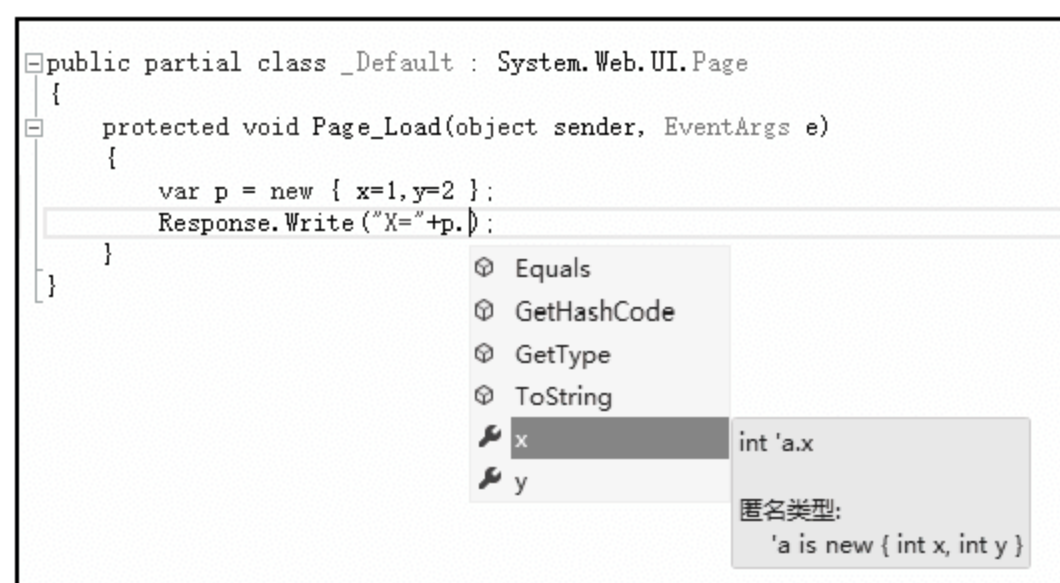 public partial class _Default : System.Web.UI.Page
{
protected void Page_Load(object sender, EventArgs e)
{
var p = new { x=1,y=2 };
Response.Write("X="+p.);
}
}
Equals
GetHashCode
GetType
ToString
x
y
int 'a.x
匿名类型:
'a is new { int x, int y }